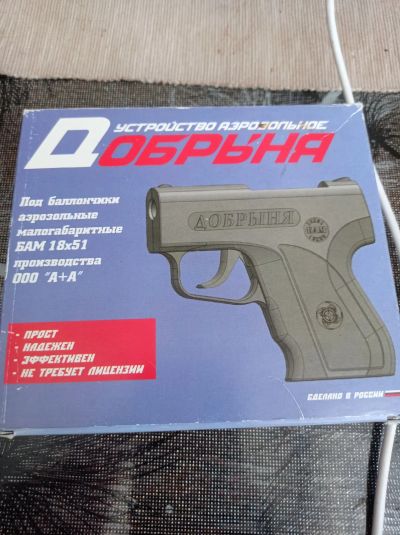 УСТРОЙСТВО АЭРОЗОЛЬНОЕ
ДОБРЫНЯ
Под баллончики
аэрозольные
малогабаритные
БАМ 18х51
производства
ООО "А+А"
ДОБРЫНЯ
- ПРОСТ
- НАДЕЖЕН
- ЭФФЕКТИВЕН
- НЕ ТРЕБУЕТ ЛИЦЕНЗИИ
СДЕЛАНО В РОССИИ